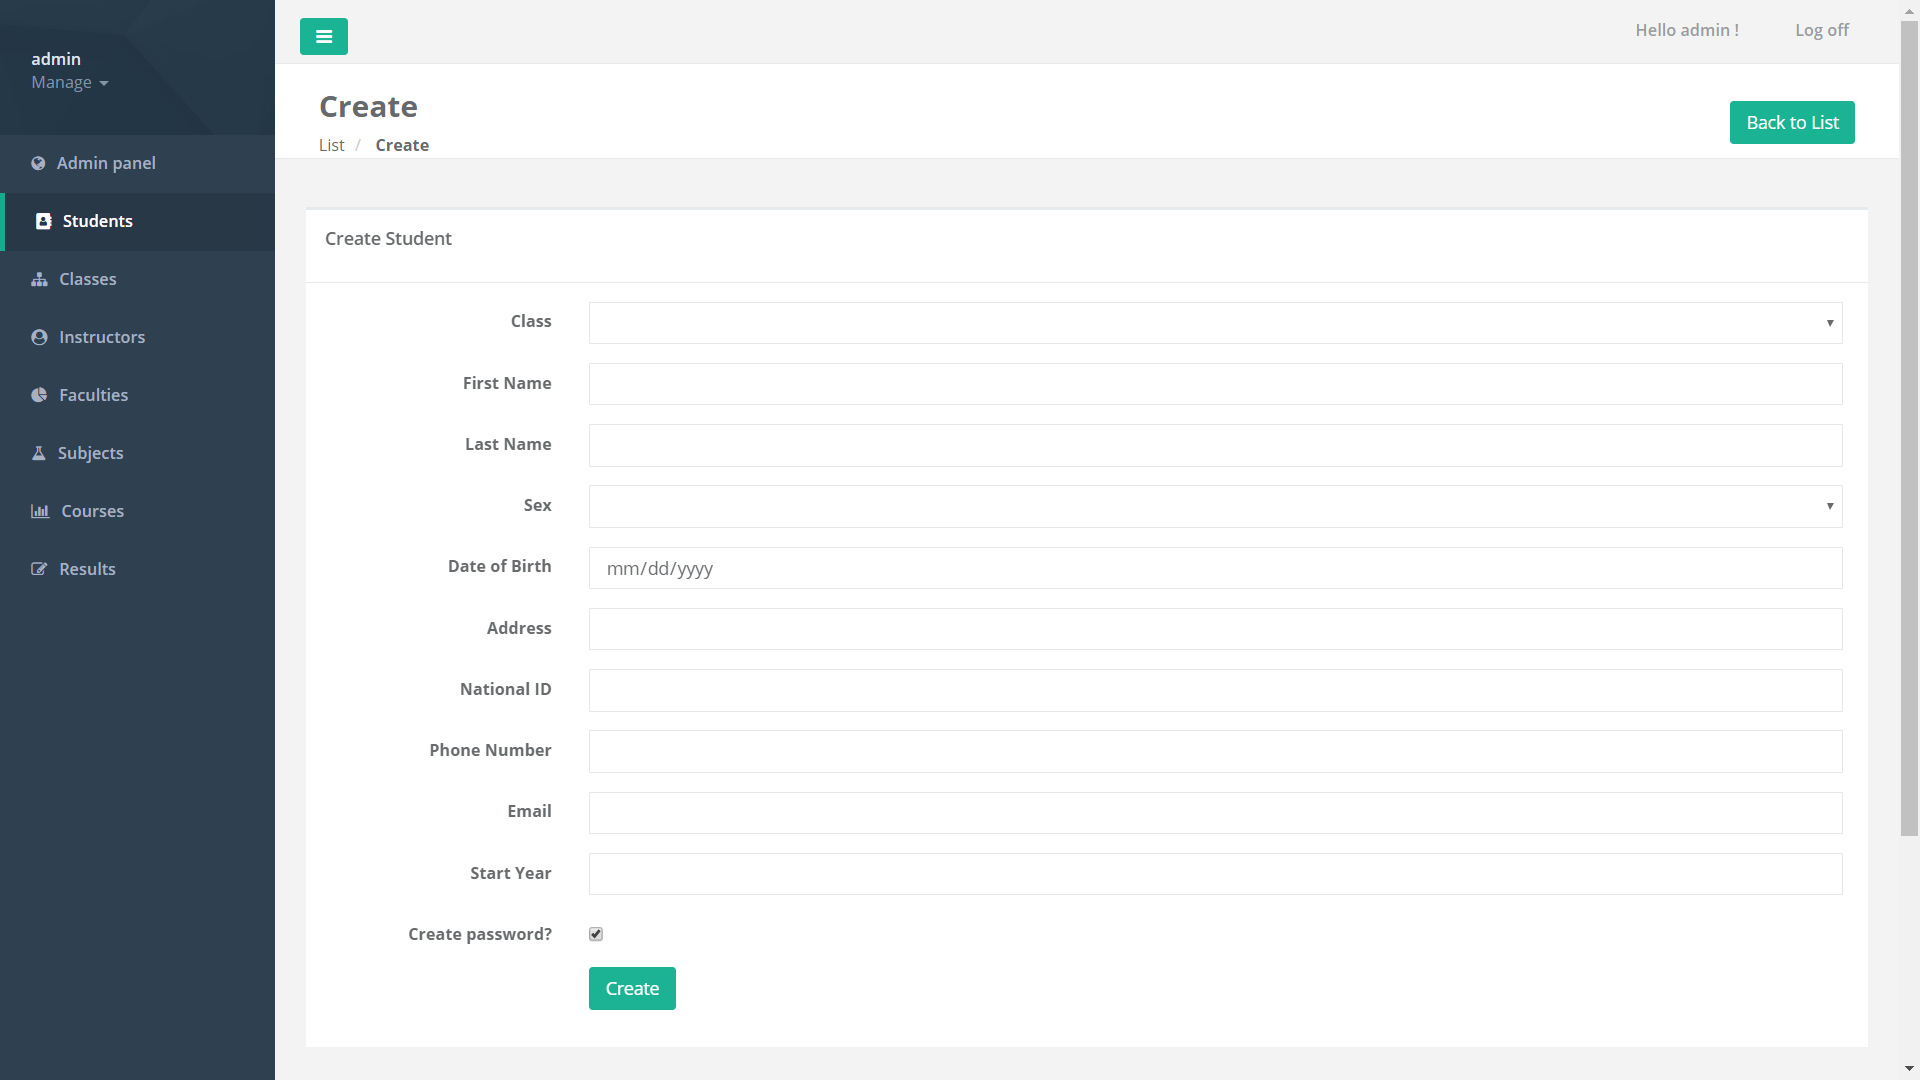 admin
Manage
Admin panel
Students
Classes
Instructors
Faculties
Subjects
Courses
Results
Hello admin !
Log off
Create
List / Create
Back to List
Create Student
Class
First Name
Last Name
Sex
Date of Birth mm/dd/yyyy
Address
National ID
Phone Number
Email
Start Year
Create password?
Create